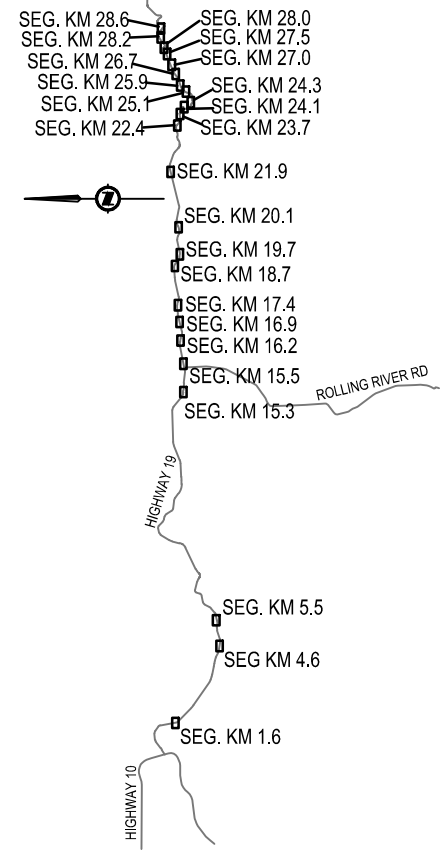 SEG. KM 28.6
SEG. KM 28.0
SEG. KM 28.2
SEG. KM 27.5
SEG. KM 26.7
SEG. KM 27.0
SEG. KM 25.9
SEG. KM 24.3
SEG. KM 25.1
SEG. KM 24.1
SEG. KM 22.4
SEG. KM 23.7
SEG. KM 21.9
Z
SEG. KM 20.1
SEG. KM 19.7
SEG. KM 18.7
SEG. KM 17.4
SEG. KM 16.9
SEG. KM 16.2
SEG. KM 15.5
ROLLING RIVER RD
SEG. KM 15.3
HIGHWAY 19
SEG. KM 5.5
SEG KM 4.6
SEG. KM 1.6
HIGHWAY 10